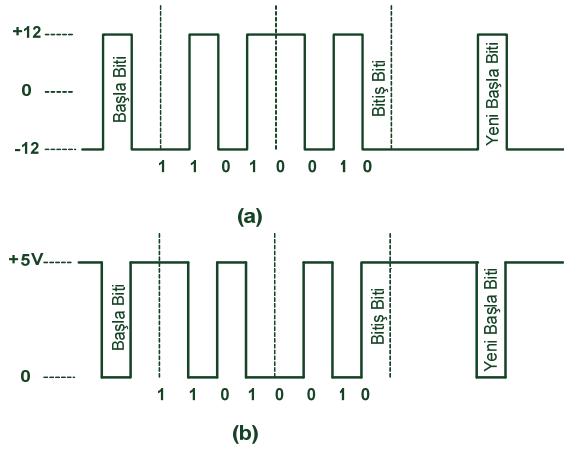 +12
Başla Biti
0
Bitiş Biti
Yeni Başla Biti
-12
1 1 0 1 0 0 1 0
(a)
+5V
Başla Biti
Bitiş Biti
Yeni Başla Biti
0
1 1 0 1 0 0 1 0
(b)